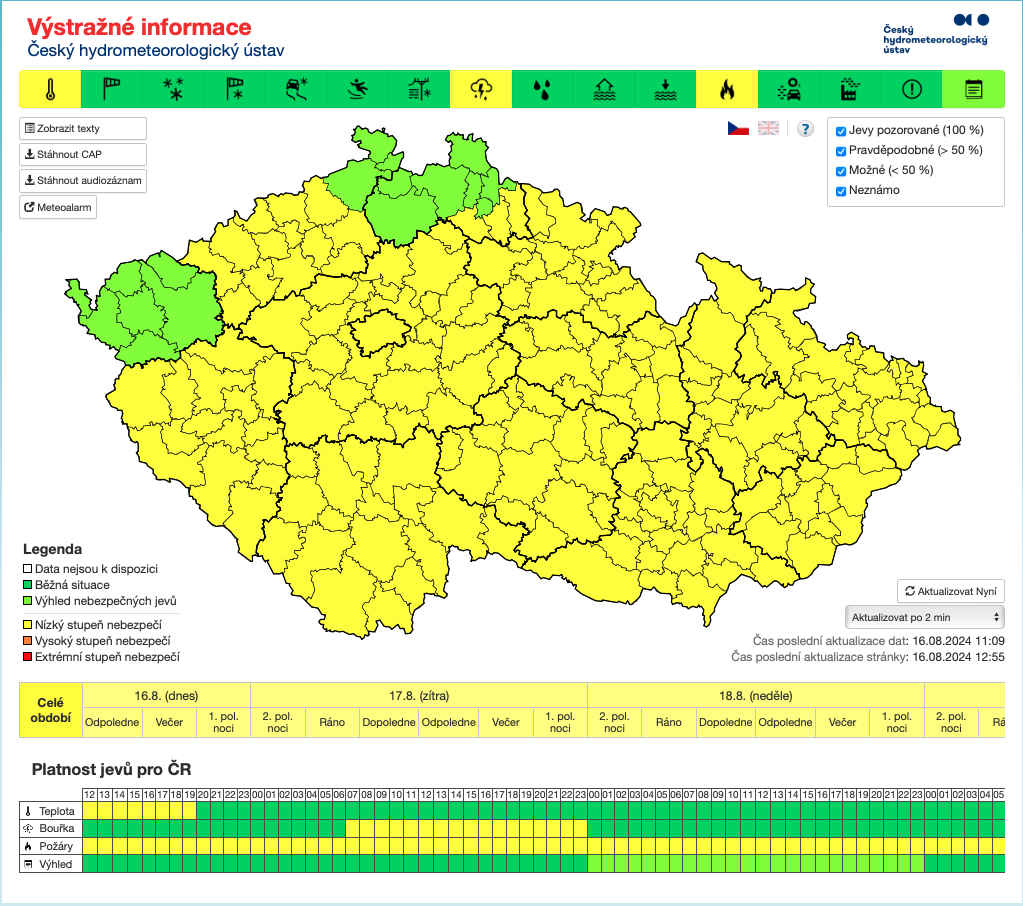 Výstražné informace
Český hydrometeorologický ústav
Český
hydrometeorologický
ústav
Zobrazit texty
Stáhnout CAP
Stáhnout audiozáznam
Meteoalarm
?
Jevy pozorované (100 %)
Pravděpodobné (> 50 %)
Možné (< 50 %)
Neznámo
Legenda
Data nejsou k dispozici
Běžná situace
Výhled nebezpečných jevů
Nízký stupeň nebezpečí
Vysoký stupeň nebezpečí
Extrémní stupeň nebezpečí
Aktualizovat Nyní
Aktualizovat po 2 min
Čas poslední aktualizace dat: 16.08.2024 11:09
Čas poslední aktualizace stránky: 16.08.2024 12:55
Celé období
16.8. (dnes) 17.8. (zítra) 18.8. (neděle)
Odpoledne Večer 1. pol. noci 2. pol. noci Ráno Dopoledne Odpoledne Večer 1. pol. noci 2. pol. noci Ráno Dopoledne Odpoledne Večer 1. pol. noci 2. pol. noci Rá
Platnost jevů pro ČR
12 13 14 15 16 17 18 19 20 21 22 23 00 01 02 03 04 05 06 07 08 09 10 11 12 13 14 15 16 17 18 19 20 21 22 23 00 01 02 03 04 05 06 07 08 09 10 11 12 13 14 15 16 17 18 19 20 21 22 23 00 01 02 03 04 05
Teplota
Bouřka
Požáry
Výhled